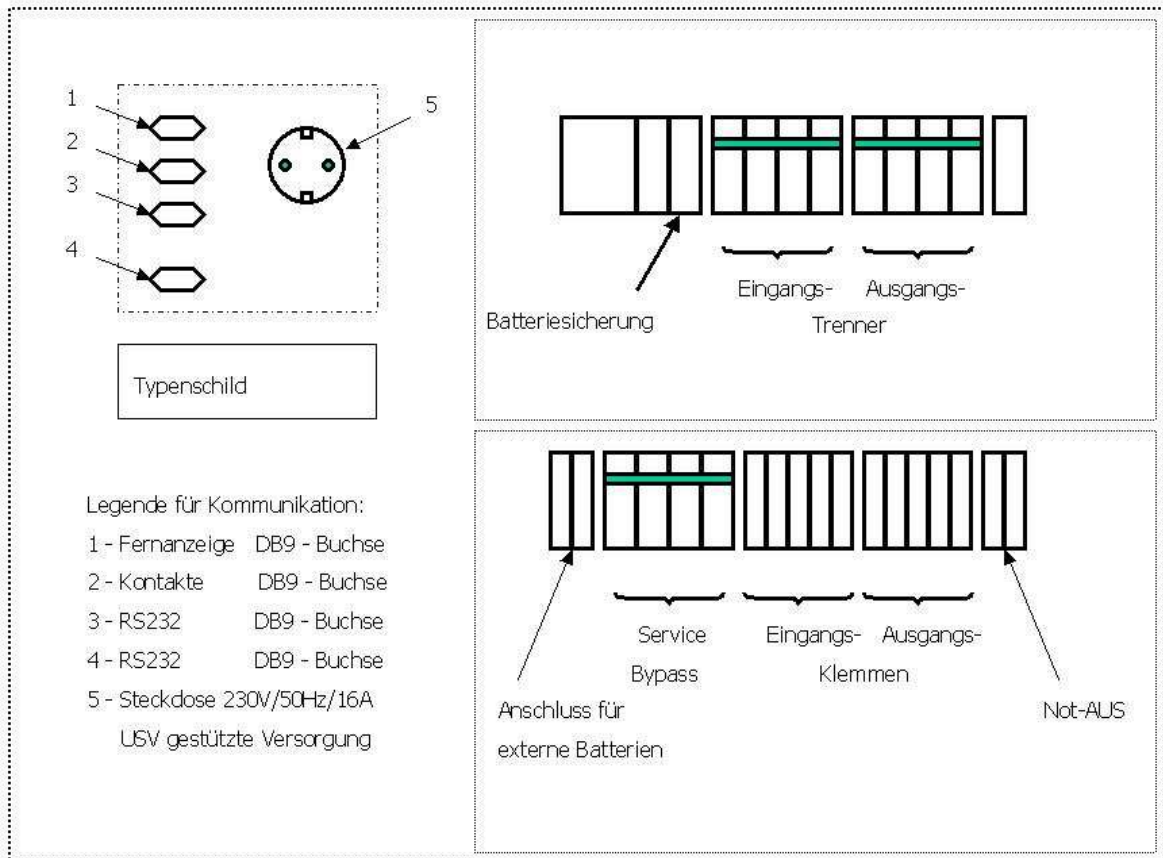 1
2
3
4
5
Typenschild
Legende für Kommunikation:
1 - Fernanzeige DB9 - Buchse
2 - Kontakte DB9 - Buchse
3 - RS232 DB9 - Buchse
4 - RS232 DB9 - Buchse
5 - Steckdose 230V/50Hz/16A
USV gestützte Versorgung
Batteriesicherung
Eingangs- Ausgangs-
Trenner
Service Eingangs- Ausgangs-
Bypass Klemmen
Anschluss für
externe Batterien
Not-AUS